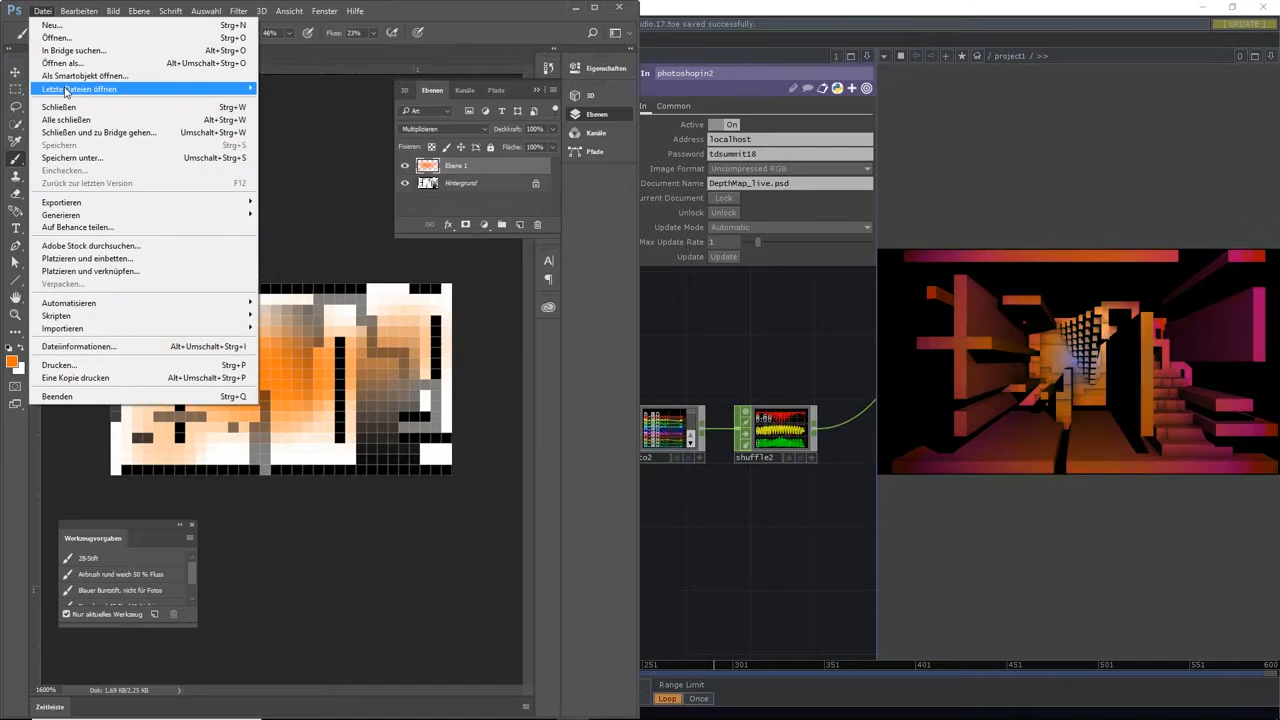 Ps Datei Bearbeiten Bild Ebene Schrift Auswahl Filter 3D Ansicht Fenster Hilfe
46% Fluss: 23%
Neu... Strg+N
Öffnen... Strg+O
In Bridge suchen... Alt+Strg+O
Öffnen als... Alt+Umschalt+Strg+O
Als Smartobjekt öffnen...
Letzte Dateien öffnen
Schließen Strg+W
Alle schließen Alt+Strg+W
Schließen und zu Bridge gehen... Umschalt+Strg+W
Speichern Strg+S
Speichern unter... Umschalt+Strg+S
Einchecken...
Zurück zur letzten Version F12
Exportieren
Generieren
Auf Behance teilen...
Adobe Stock durchsuchen...
Platzieren und einbetten...
Platzieren und verknüpfen...
Verpacken...
Automatisieren
Skripten
Importieren
Dateiinformationen... Alt+Umschalt+Strg+I
Drucken... Strg+P
Eine Kopie drucken Alt+Umschalt+Strg+P
Beenden Strg+Q
1
3D Ebenen Kanäle Pfade
Art
Multiplizieren Deckkraft: 100%
Fixieren: Fläche: 100%
Ebene 1
Hintergrund
Eigenschaften
3D
Ebenen
Kanäle
Pfade
Werkzeugvorgaben
2B-Stift
Airbrush rund weich 50 % Fluss
Blauer Buntstift, nicht für Fotos
Nur aktuelles Werkzeug
1600% Dok: 1,69 KB/2,25 KB
Zeitleiste
udio.17.toe saved successfully. [ UPDATE ]
1 / project1 / >> 0
In photoshopin2
In Common
Active On
Address localhost
Password tdsummit18
Image Format Uncompressed RGB
Document Name DepthMap_live.psd
urrent Document Lock
Unlock Unlock
Update Mode Automatic
Max Update Rate 1
Update Update
to2 shuffle2
251 301 351 401 451 501 551 600
Range Limit
Loop Once